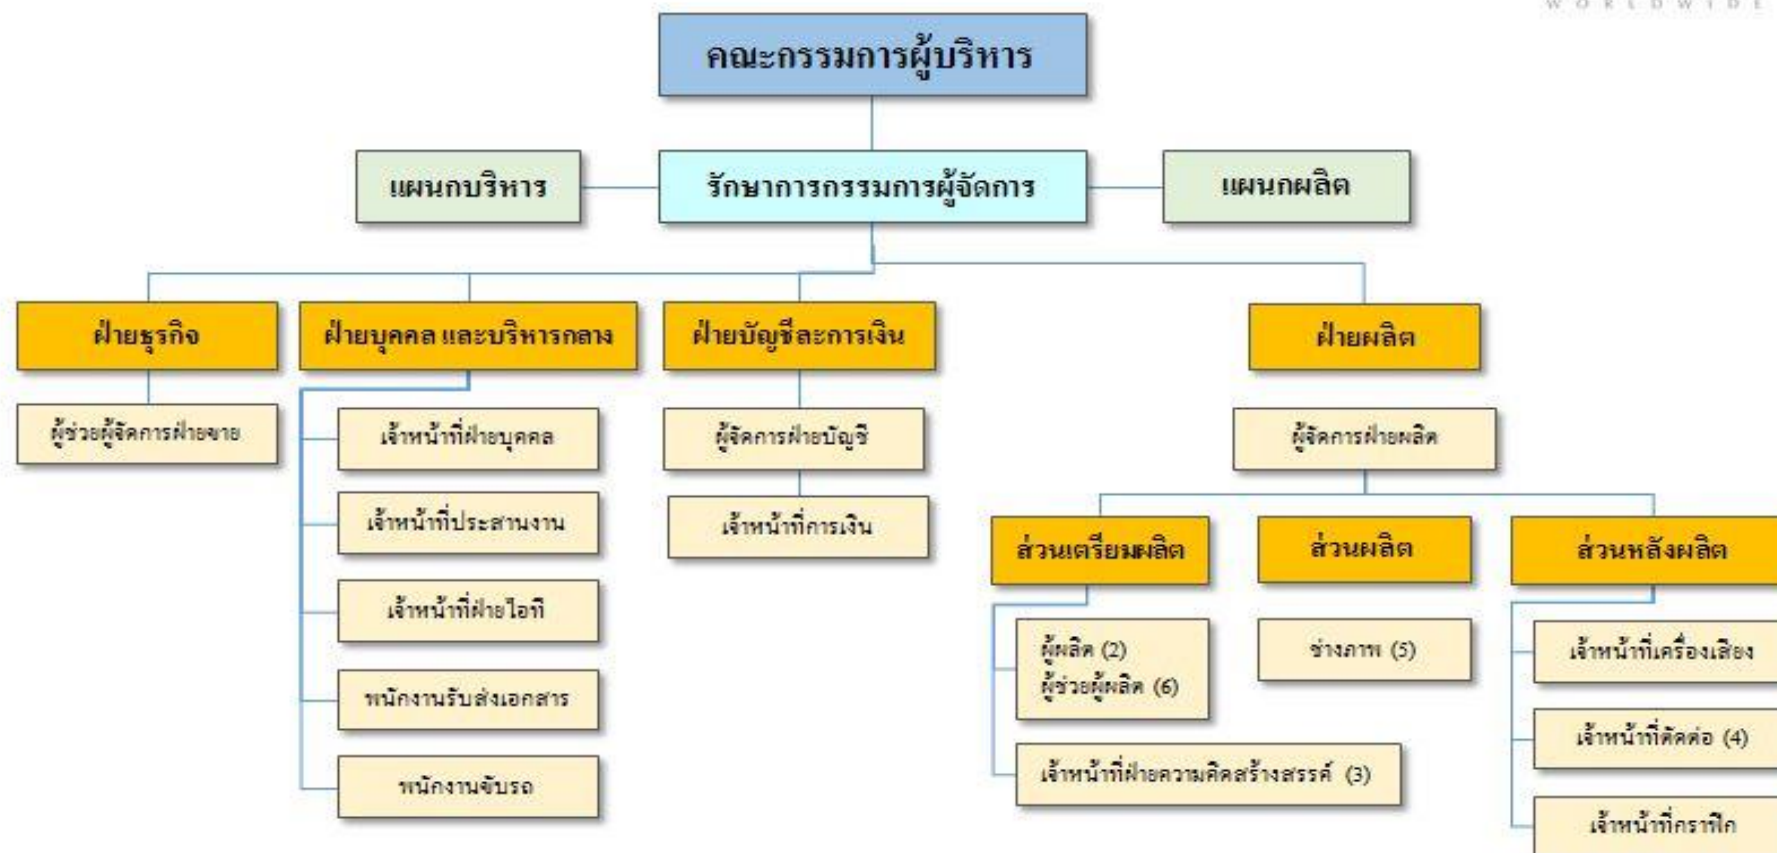 WORLDWIDE
คณะกรรมการผู้บริหาร
แผนกบริหาร
รักษาการกรรมการผู้จัดการ
แผนกผลิต
ฝ่ายธุรกิจ
ฝ่ายบุคคล และบริหารกลาง
ฝ่ายบัญชีละการเงิน
ฝ่ายผลิต
ผู้ช่วยผู้จัดการฝ่ายขาย
เจ้าหน้าที่ฝ่ายบุคคล
เจ้าหน้าที่ประสานงาน
เจ้าหน้าที่ฝ่ายไอที
พนักงานรับส่งเอกสาร
พนักงานขับรถ
ผู้จัดการฝ่ายบัญชี
เจ้าหน้าที่การเงิน
ผู้จัดการฝ่ายผลิต
ส่วนเตรียมผลิต
ส่วนผลิต
ส่วนหลังผลิต
ผู้ผลิต (2)
ผู้ช่วยผู้ผลิต (6)
เจ้าหน้าที่ฝ่ายความคิดสร้างสรรค์ (3)
ช่างภาพ (5)
เจ้าหน้าที่เครื่องเสียง
เจ้าหน้าที่ตัดต่อ (4)
เจ้าหน้าที่กราฟิก